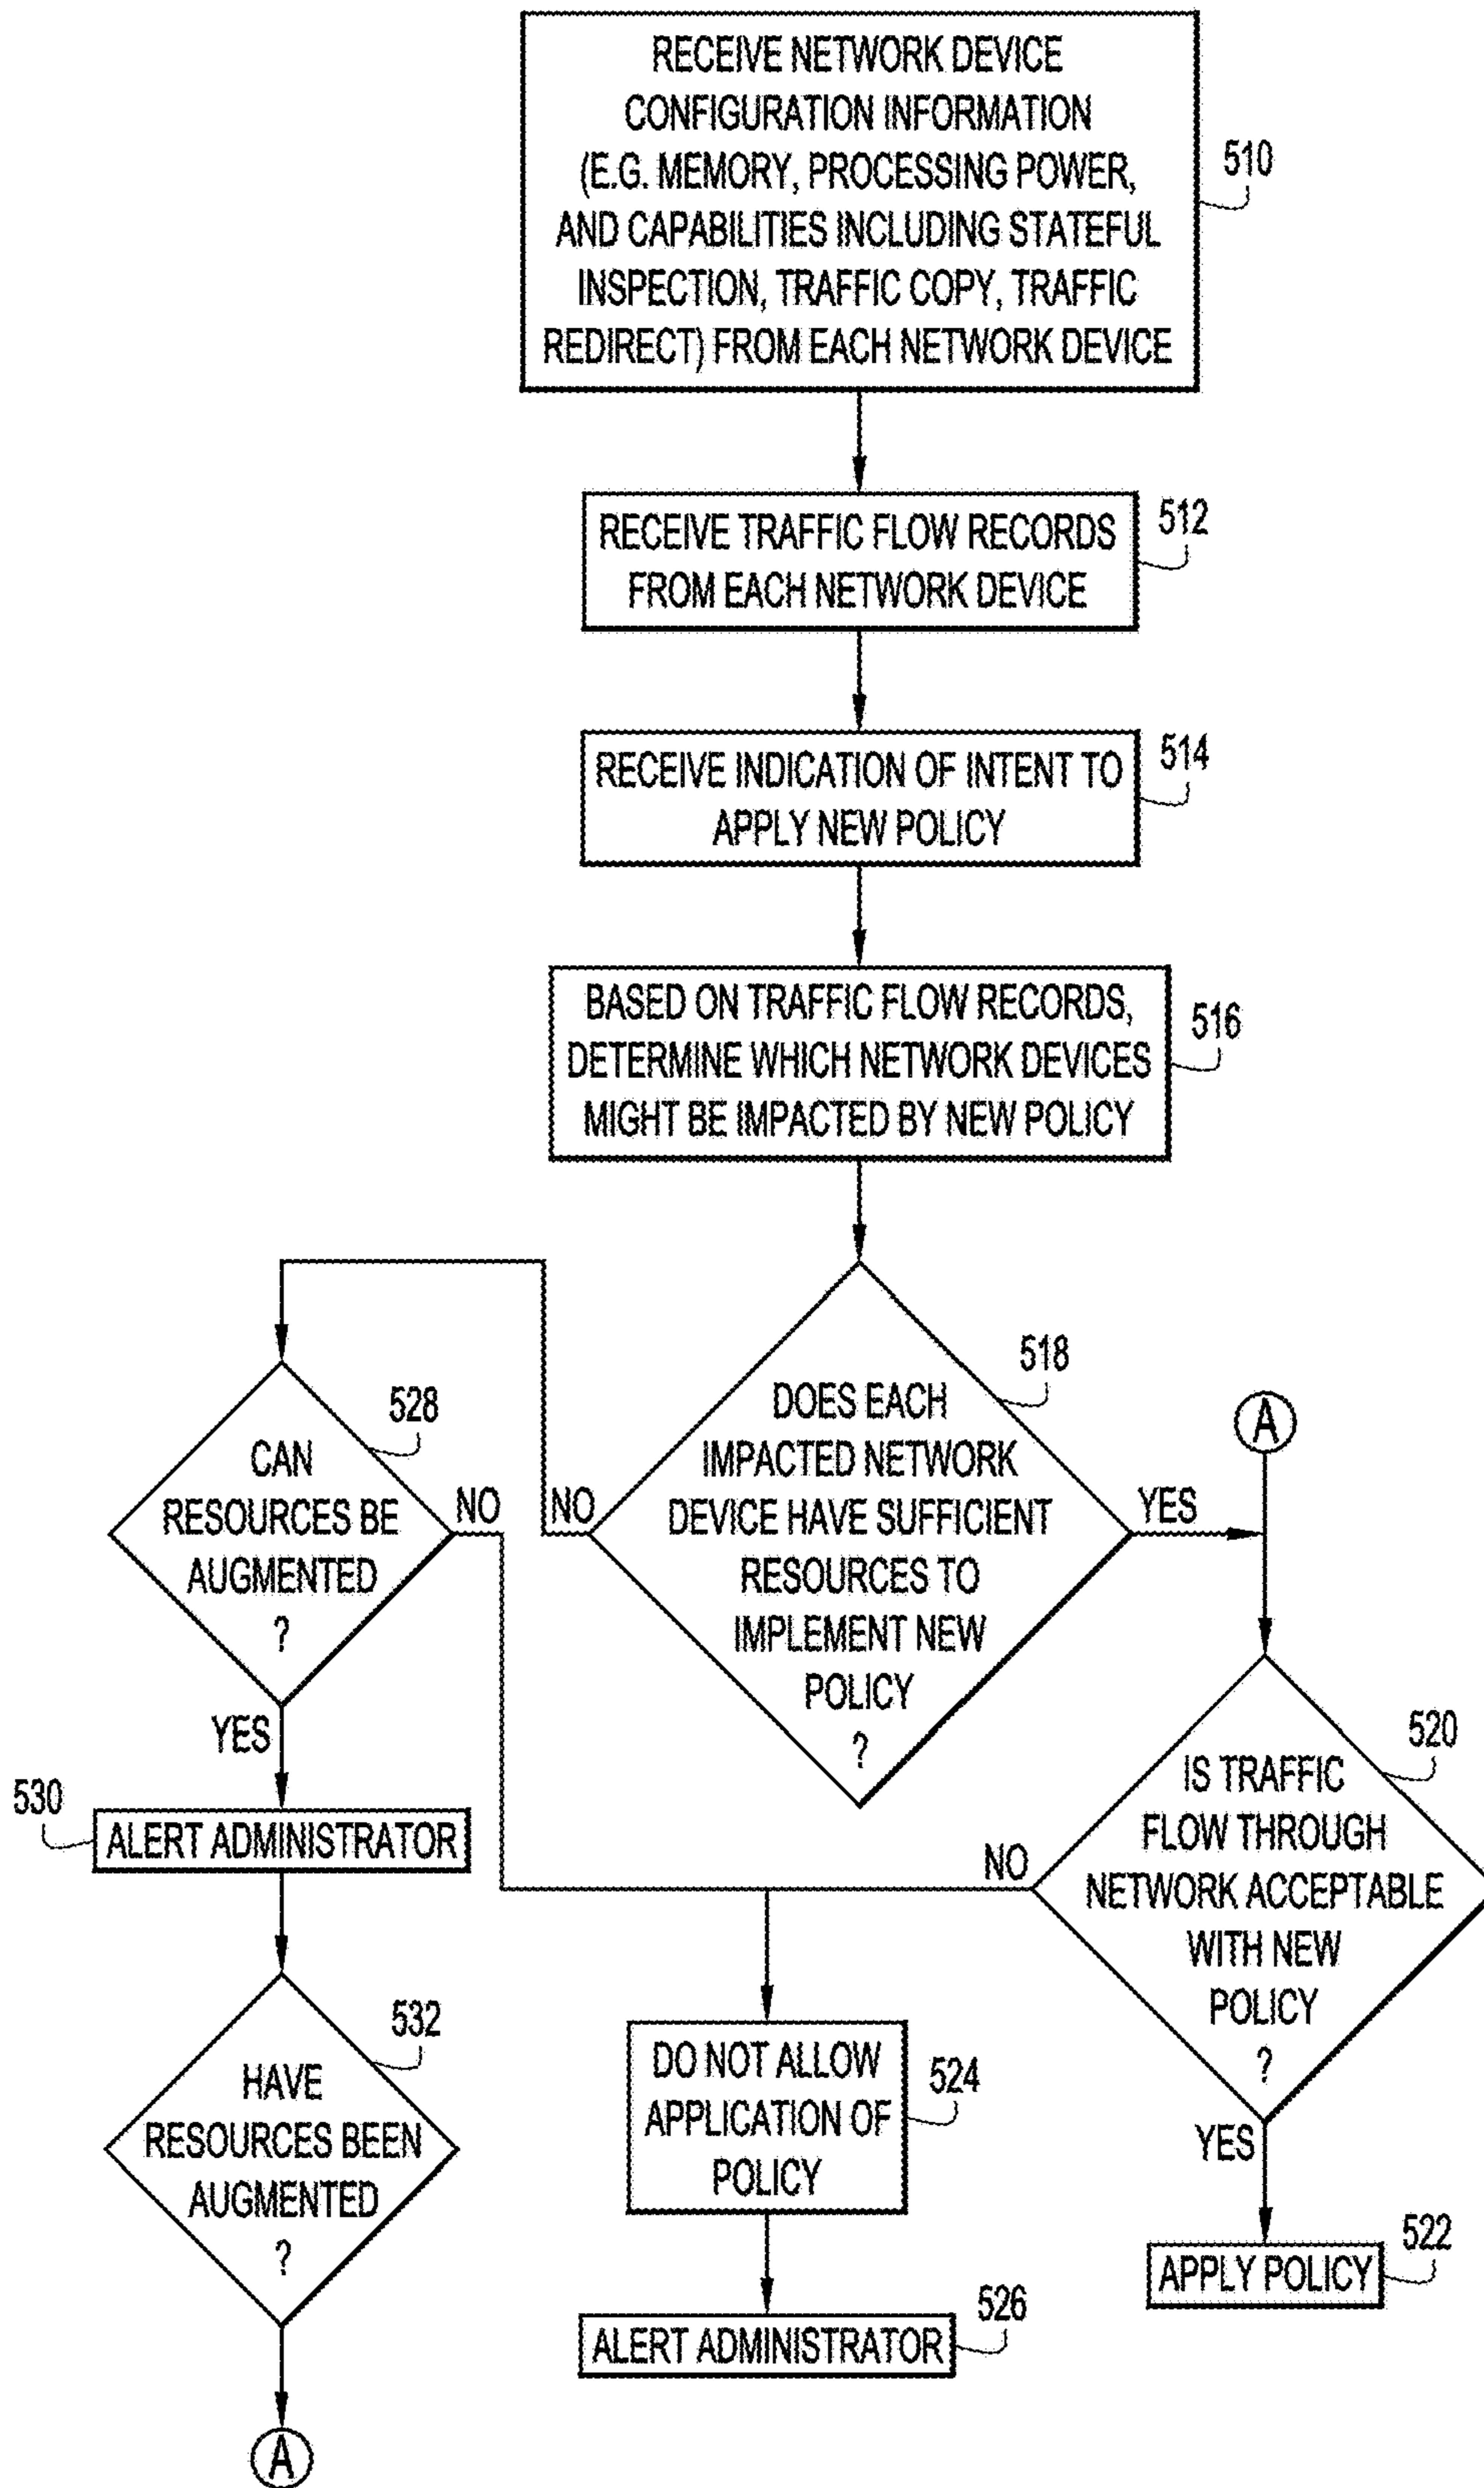 RECEIVE NETWORK DEVICE
CONFIGURATION INFORMATION
(E.G. MEMORY, PROCESSING POWER,
AND CAPABILITIES INCLUDING STATEFUL
INSPECTION, TRAFFIC COPY, TRAFFIC
REDIRECT) FROM EACH NETWORK DEVICE
510
RECEIVE TRAFFIC FLOW RECORDS
FROM EACH NETWORK DEVICE
512
RECEIVE INDICATION OF INTENT TO
APPLY NEW POLICY
514
BASED ON TRAFFIC FLOW RECORDS,
DETERMINE WHICH NETWORK DEVICES
MIGHT BE IMPACTED BY NEW POLICY
516
DOES EACH
IMPACTED NETWORK
DEVICE HAVE SUFFICIENT
RESOURCES TO
IMPLEMENT NEW
POLICY
?
518
NO
YES
A
CAN
RESOURCES BE
AUGMENTED
?
528
NO
YES
ALERT ADMINISTRATOR
530
HAVE
RESOURCES BEEN
AUGMENTED
?
532
A
IS TRAFFIC
FLOW THROUGH
NETWORK ACCEPTABLE
WITH NEW
POLICY
?
520
NO
YES
DO NOT ALLOW
APPLICATION OF
POLICY
524
ALERT ADMINISTRATOR
526
APPLY POLICY
522